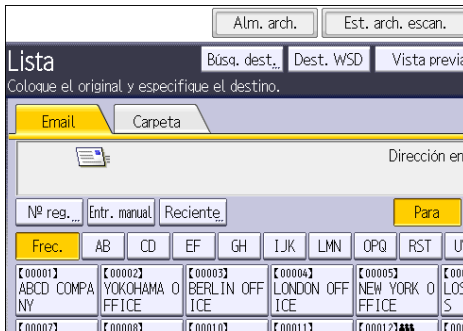 Alm. arch. Est. arch. escan.
Lista Búsq. dest. Dest. WSD Vista previa
Coloque el original y especifique el destino.
Email Carpeta
Dirección en
Nº reg. Entr. manual Reciente Para
Frec. AB CD EF GH IJK LMN OPQ RST U
【00001】 【00002】 【00003】 【00004】 【00005】 【00
ABCD COMPA YOKOHAMA O BERLIN OFF LONDON OFF NEW YORK O LOS
NY FFICE ICE ICE FFICE S
【00007】 【00008】 【00010】 【00011】 【00012】